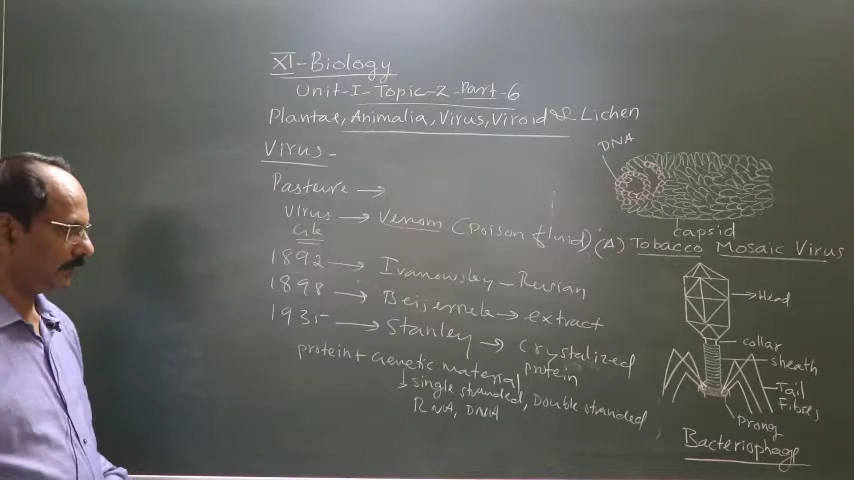 XI-Biology
Unit-I-Topic-2-Part-6
Plantae, Animalia, Virus, Viroid & Lichen
Virus-
Pasture →
Virus → Venom (Poison fluid)
Gk
1892 → Ivanowsky - Rusian
1898 → Beijernek → extract
1935 → Stanley → Crystalized protein
protein + Genetic material
↓ single stranded, Double stranded
RNA, DNA
DNA
capsid
(A) Tobacco Mosaic Virus
Head
collar
sheath
Tail Fibres
Prong
Bacteriophage